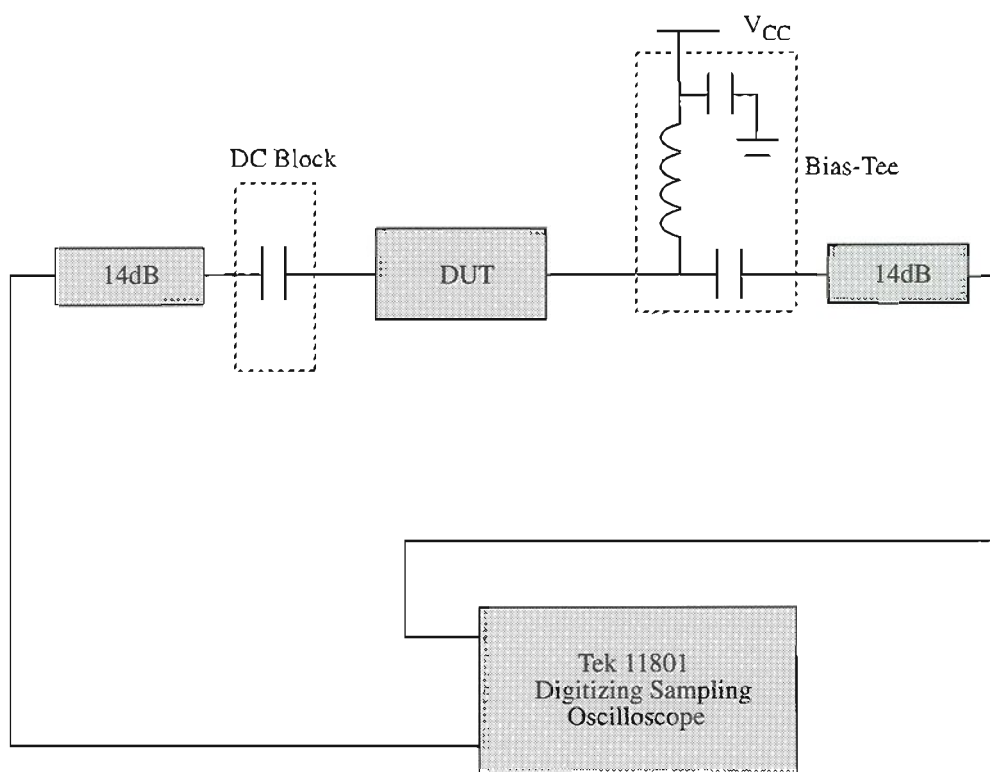 V_CC
DC Block
Bias-Tee
14dB
DUT
14dB
Tek 11801
Digitizing Sampling
Oscilloscope